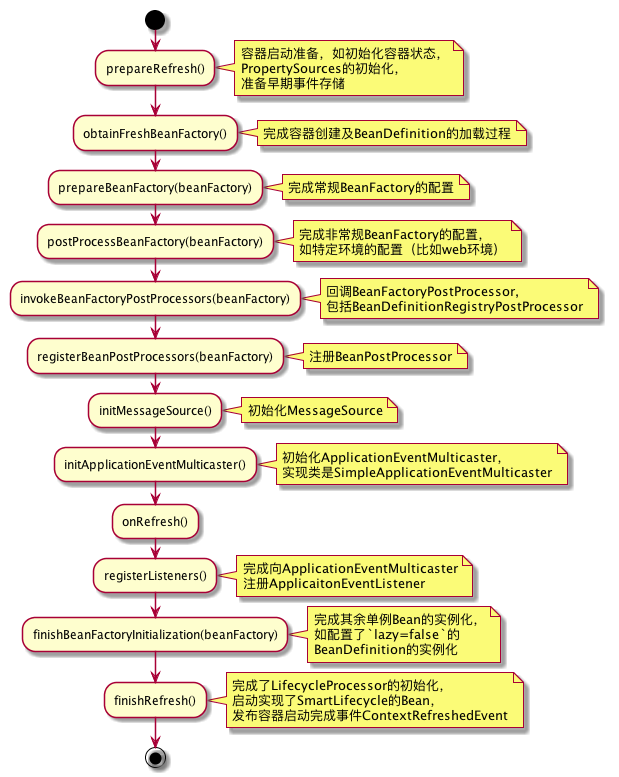 prepareRefresh()
容器启动准备，如初始化容器状态，
PropertySources的初始化，
准备早期事件存储
obtainFreshBeanFactory()
完成容器创建及BeanDefinition的加载过程
prepareBeanFactory(beanFactory)
完成常规BeanFactory的配置
postProcessBeanFactory(beanFactory)
完成非常规BeanFactory的配置，
如特定环境的配置（比如web环境）
invokeBeanFactoryPostProcessors(beanFactory)
回调BeanFactoryPostProcessor，
包括BeanDefinitionRegistryPostProcessor
registerBeanPostProcessors(beanFactory)
注册BeanPostProcessor
initMessageSource()
初始化MessageSource
initApplicationEventMulticaster()
初始化ApplicationEventMulticaster，
实现类是SimpleApplicationEventMulticaster
onRefresh()
registerListeners()
完成向ApplicationEventMulticaster
注册ApplicaitonEventListener
finishBeanFactoryInitialization(beanFactory)
完成其余单例Bean的实例化，
如配置了`lazy=false`的
BeanDefinition的实例化
finishRefresh()
完成了LifecycleProcessor的初始化，
启动实现了SmartLifecycle的Bean，
发布容器启动完成事件ContextRefreshedEvent